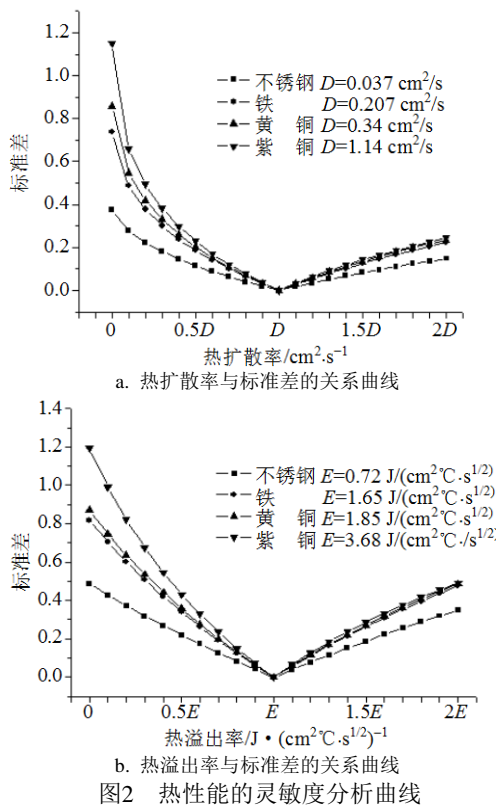 1.2
1.0
0.8
0.6
0.4
0.2
0.0
标准差
不锈钢 D=0.037 cm²/s
铁 D=0.207 cm²/s
黄 铜 D=0.34 cm²/s
紫 铜 D=1.14 cm²/s
0 0.5D D 1.5D 2D
热扩散率/cm²·s⁻¹
a. 热扩散率与标准差的关系曲线
1.4
1.2
1.0
0.8
0.6
0.4
0.2
0.0
标准差
不锈钢 E=0.72 J/(cm²℃·s^1/2)
铁 E=1.65 J/(cm²℃·s^1/2)
黄 铜 E=1.85 J/(cm²℃·s^1/2)
紫 铜 E=3.68 J/(cm²℃·/s^1/2)
0 0.5E E 1.5E 2E
热溢出率/J·(cm²℃·s^1/2)⁻¹
b. 热溢出率与标准差的关系曲线
图2 热性能的灵敏度分析曲线